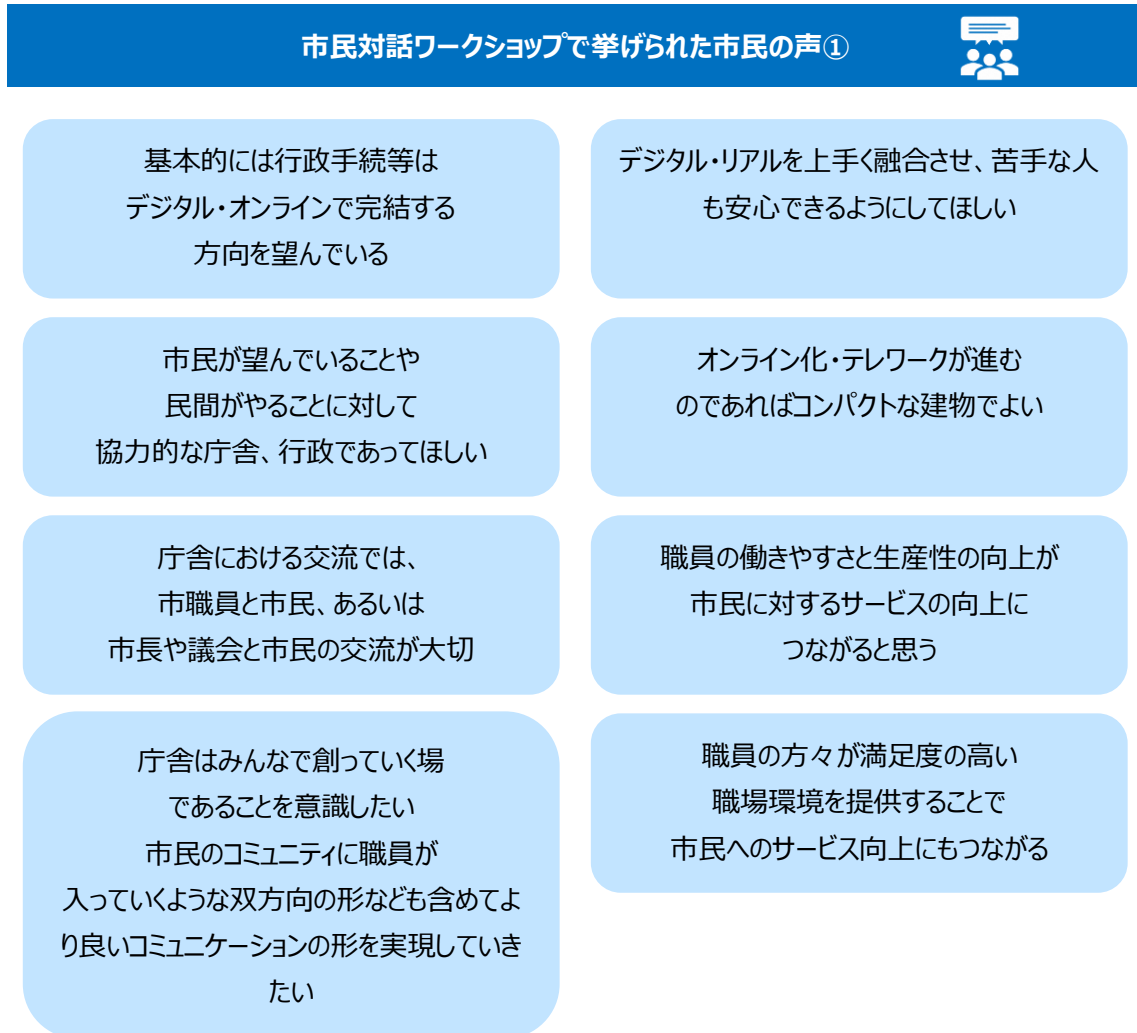 市民対話ワークショップで挙げられた市民の声①
基本的には行政手続等は
デジタル・オンラインで完結する
方向を望んでいる
デジタル・リアルを上手く融合させ、苦手な人
も安心できるようにしてほしい
市民が望んでいることや
民間がやることに対して
協力的な庁舎、行政であってほしい
オンライン化・テレワークが進む
のであればコンパクトな建物でよい
庁舎における交流では、
市職員と市民、あるいは
市長や議会と市民の交流が大切
職員の働きやすさと生産性の向上が
市民に対するサービスの向上に
つながると思う
庁舎はみんなで創っていく場
であることを意識したい
市民のコミュニティに職員が
入っていくような双方向の形なども含めてよ
り良いコミュニケーションの形を実現していき
たい
職員の方々が満足度の高い
職場環境を提供することで
市民へのサービス向上にもつながる